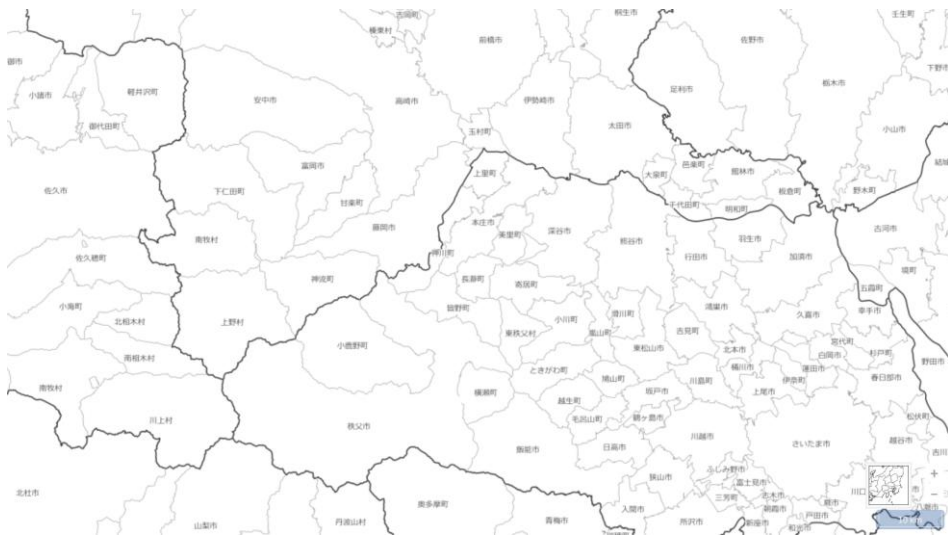 吉岡町
桐生市
壬生町
榛東村
前橋市
佐野市
御市
下野市
栃木市
軽井沢町
足利市
小諸市
安中市
高崎市
伊勢崎市
御代田町
太田市
玉村町
小山市
邑楽町
富岡市
館林市
結城
上里町
大泉町
佐久市
下仁田町
板倉町
野木町
甘楽町
千代田町
明和町
本庄市
藤岡市
深谷市
古河市
美里町
南牧村
熊谷市
羽生市
神川町
行田市
加須市
佐久穂町
境町
神流町
長瀞町
寄居町
五霞町
小海町
皆野町
鴻巣市
幸手市
滑川町
久喜市
北相木村
上野村
小川町
吉見町
東秩父村
嵐山町
宮代町
小鹿野町
東松山市
北本市
白岡市
杉戸町
南相木村
野田市
桶川市
蓮田市
ときがわ町
春日部市
鳩山町
川島町
伊奈町
南牧村
横瀬町
坂戸市
上尾市
越生町
松伏町
川上村
毛呂山町
鶴ヶ島市
秩父市
川越市
さいたま市
越谷市
飯能市
日高市
吉川
ふじみ野市
狭山市
富士見市
北杜市
川口
三芳町
志木市
蕨市
奥多摩町
入間市
朝霞市
戸田市
丹波山村
青梅市
所沢市
新座市
和光市
山梨市